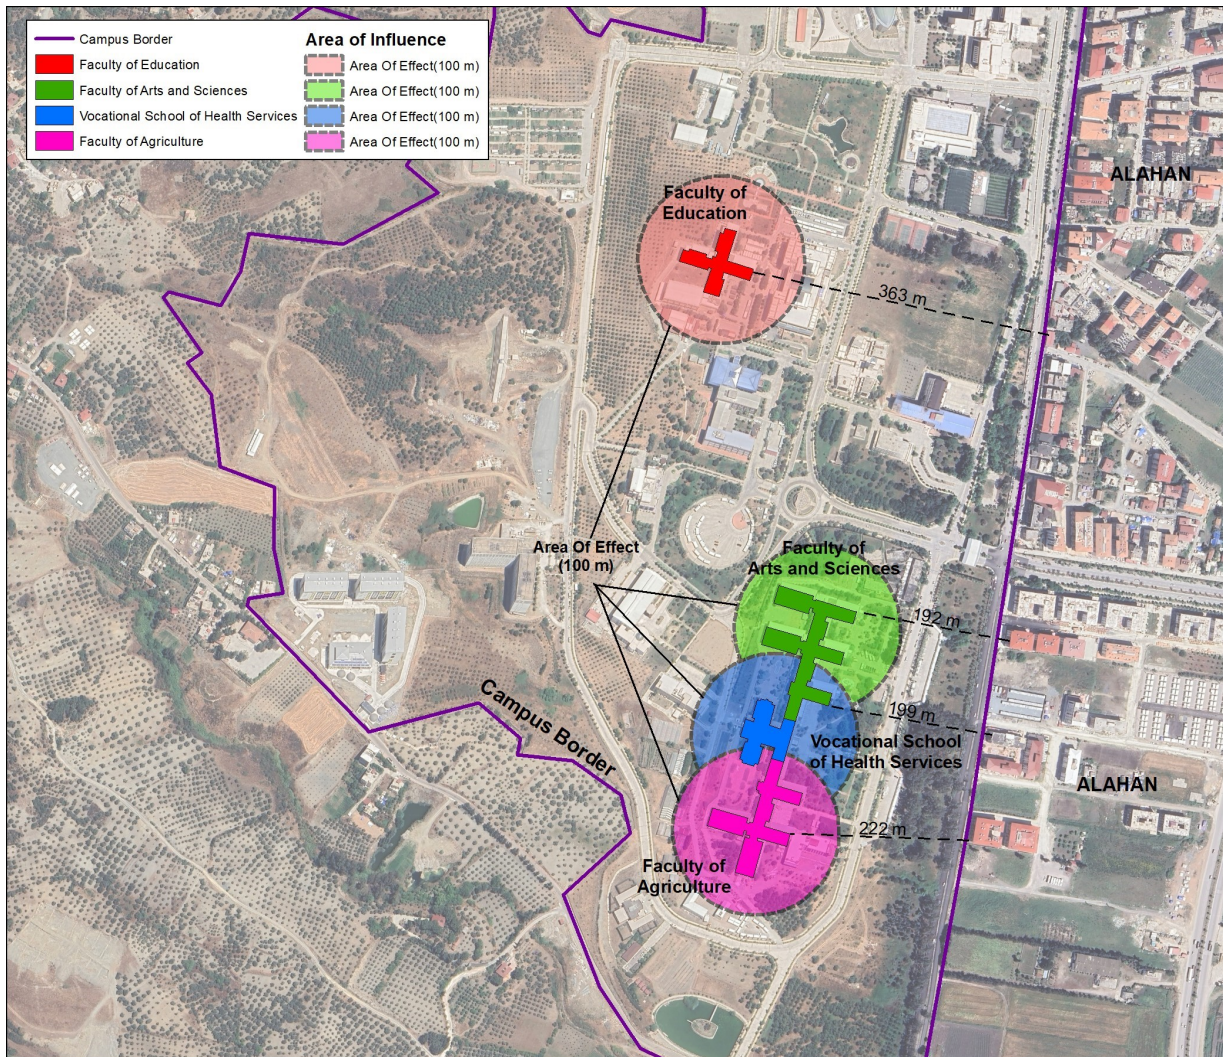 Campus Border
Faculty of Education
Faculty of Arts and Sciences
Vocational School of Health Services
Faculty of Agriculture
Area of Influence
Area Of Effect(100 m)
Area Of Effect(100 m)
Area Of Effect(100 m)
Area Of Effect(100 m)
ALAHAN
Faculty of
Education
363 m
Area Of Effect
(100 m)
Faculty of
Arts and Sciences
192 m
Campus Border
199 m
Vocational School
of Health Services
ALAHAN
222 m
Faculty of
Agriculture